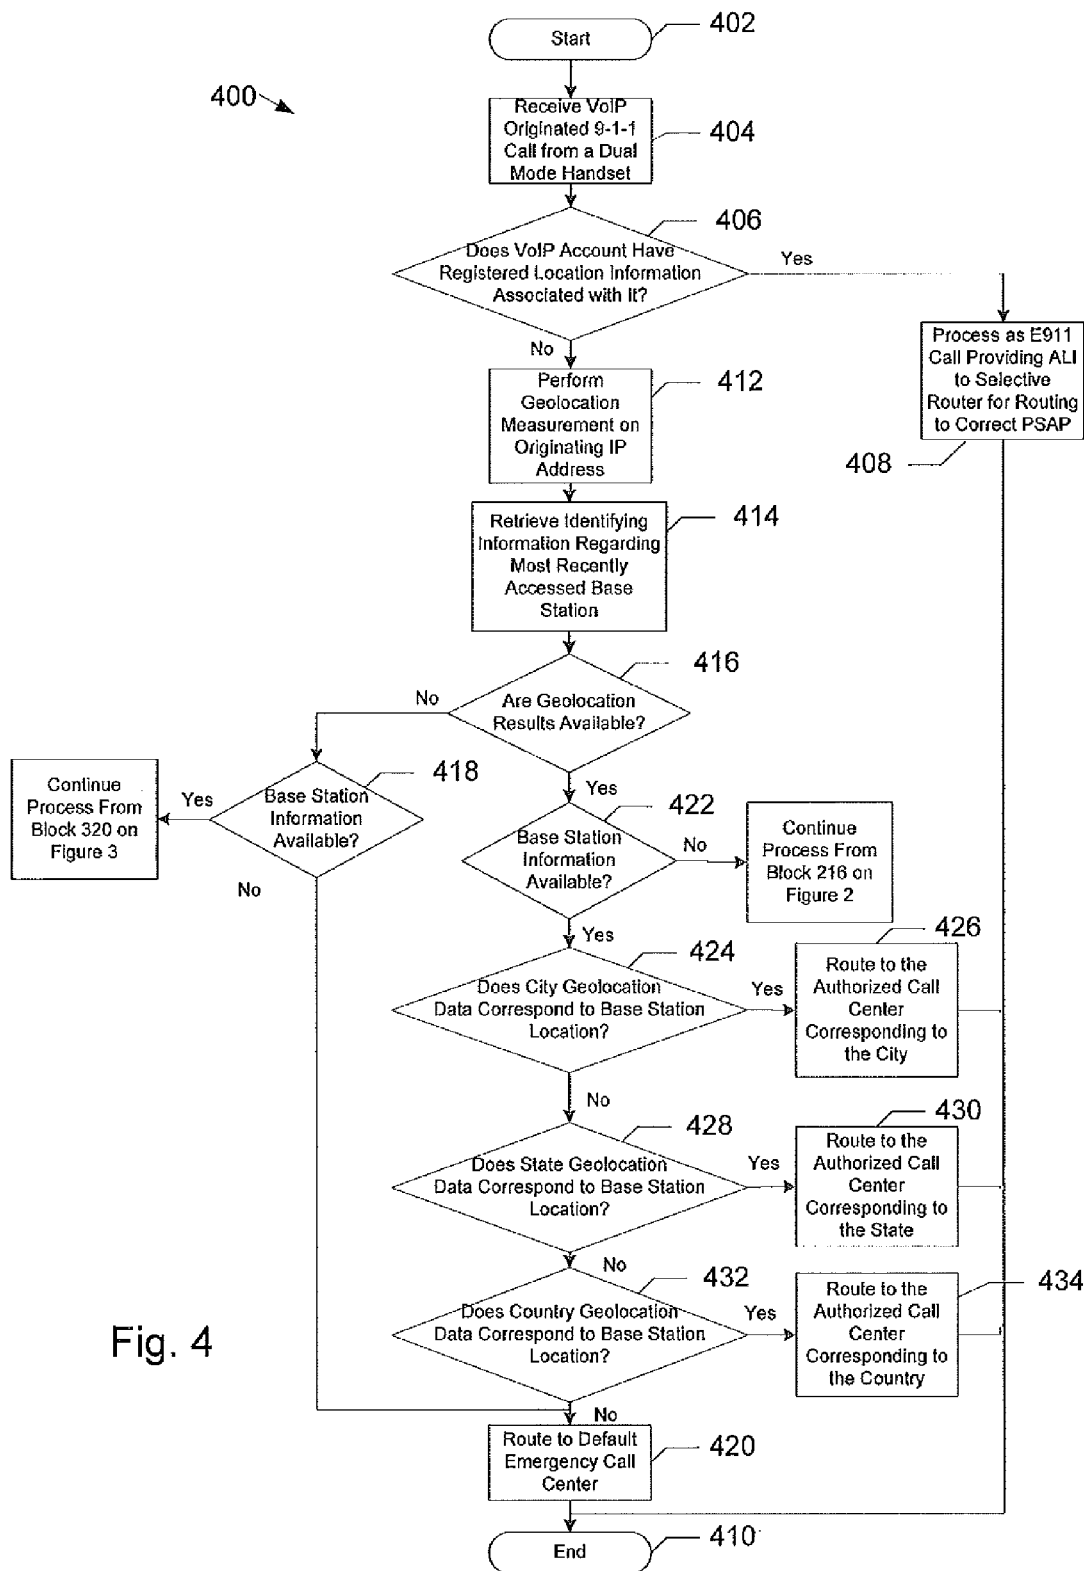 Start
402
400
Receive VoIP
Originated 9-1-1
Call from a Dual
Mode Handset
404
406
Does VoIP Account Have
Registered Location Information
Associated with It?
Yes
No
Process as E911
Call Providing ALI
to Selective
Router for Routing
to Correct PSAP
408
Perform
Geolocation
Measurement on
Originating IP
Address
412
Retrieve Identifying
Information Regarding
Most Recently
Accessed Base
Station
414
416
Are Geolocation
Results Available?
No
Yes
418
Base Station
Information
Available?
Yes
No
Continue
Process From
Block 320 on
Figure 3
422
Base Station
Information
Available?
No
Yes
Continue
Process From
Block 216 on
Figure 2
424
Does City Geolocation
Data Correspond to Base Station
Location?
Yes
No
426
Route to the
Authorized Call
Center
Corresponding to
the City
428
Does State Geolocation
Data Correspond to Base Station
Location?
Yes
No
430
Route to the
Authorized Call
Center
Corresponding to
the State
432
Does Country Geolocation
Data Correspond to Base Station
Location?
Yes
No
434
Route to the
Authorized Call
Center
Corresponding to
the Country
Fig. 4
Route to Default
Emergency Call
Center
420
End
410